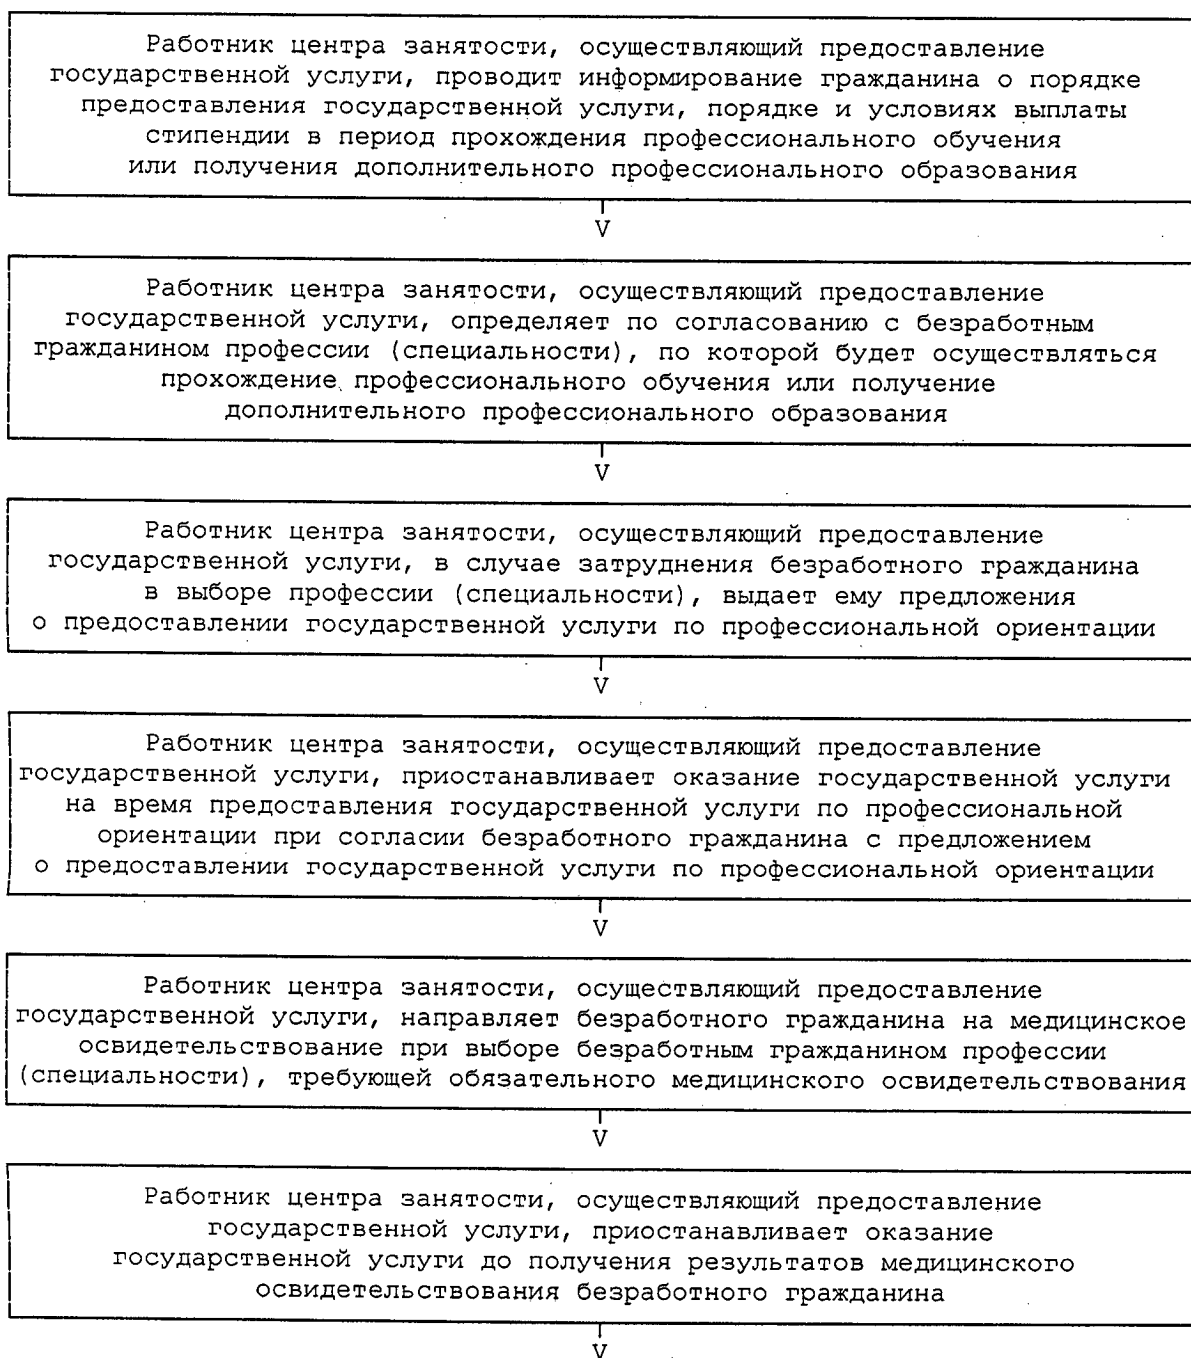 Работник центра занятости, осуществляющий предоставление
государственной услуги, проводит информирование гражданина о порядке
предоставления государственной услуги, порядке и условиях выплаты
стипендии в период прохождения профессионального обучения
или получения дополнительного профессионального образования
V
Работник центра занятости, осуществляющий предоставление
государственной услуги, определяет по согласованию с безработным
гражданином профессии (специальности), по которой будет осуществляться
прохождение профессионального обучения или получение
дополнительного профессионального образования
V
Работник центра занятости, осуществляющий предоставление
государственной услуги, в случае затруднения безработного гражданина
в выборе профессии (специальности), выдает ему предложения
о предоставлении государственной услуги по профессиональной ориентации
V
Работник центра занятости, осуществляющий предоставление
государственной услуги, приостанавливает оказание государственной услуги
на время предоставления государственной услуги по профессиональной
ориентации при согласии безработного гражданина с предложением
о предоставлении государственной услуги по профессиональной ориентации
V
Работник центра занятости, осуществляющий предоставление
государственной услуги, направляет безработного гражданина на медицинское
освидетельствование при выборе безработным гражданином профессии
(специальности), требующей обязательного медицинского освидетельствования
V
Работник центра занятости, осуществляющий предоставление
государственной услуги, приостанавливает оказание
государственной услуги до получения результатов медицинского
освидетельствования безработного гражданина
V